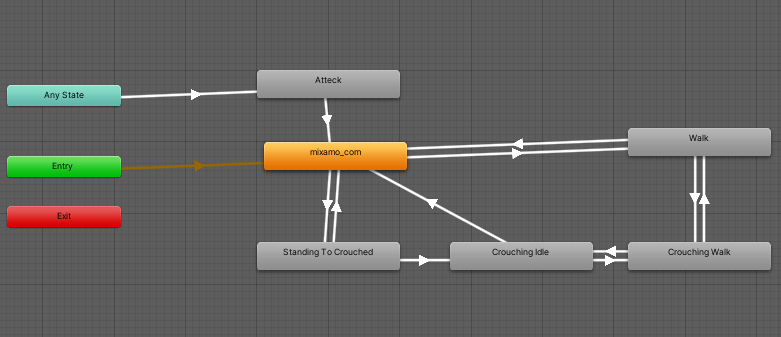 Atteck
Any State
Walk
mixamo_com
Entry
Exit
Standing To Crouched
Crouching Idle
Crouching Walk